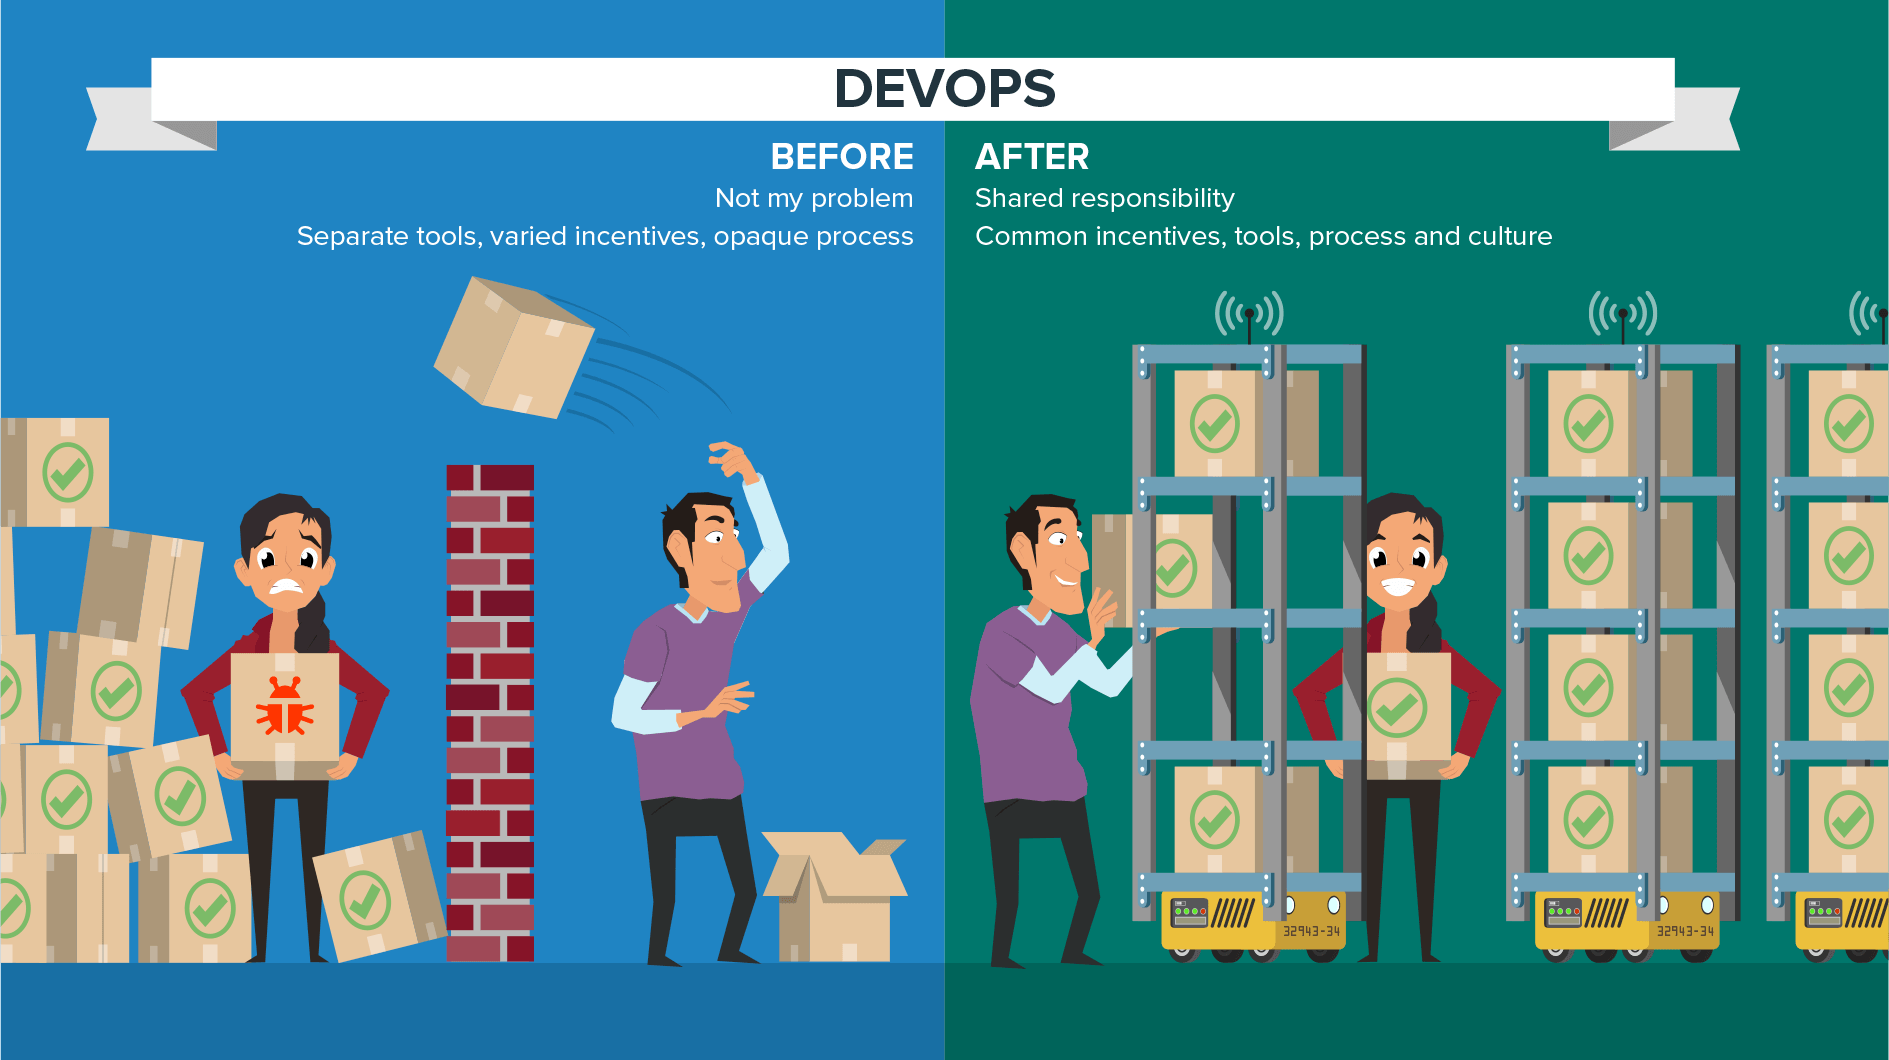 DEVOPS
BEFORE
Not my problem
Separate tools, varied incentives, opaque process
AFTER
Shared responsibility
Common incentives, tools, process and culture
32943-34
32943-34